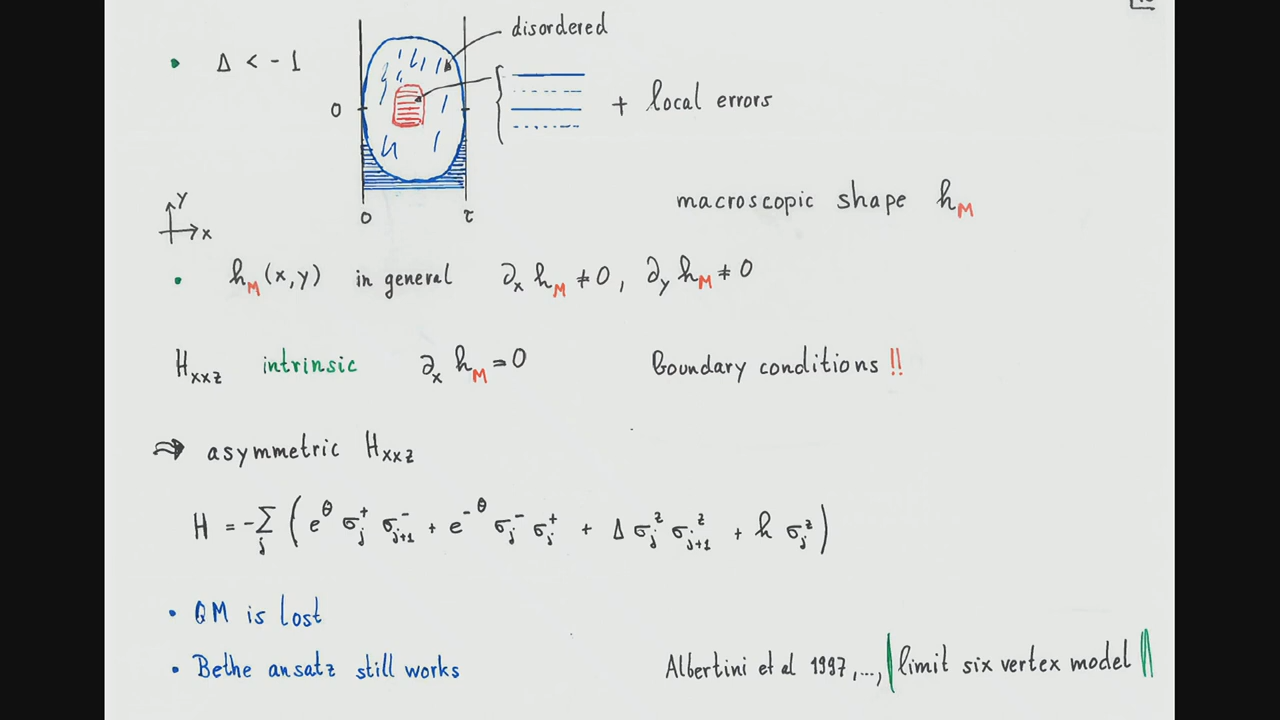 • Δ < -1
disordered
0
+ local errors
0 τ
Y
x
macroscopic shape h_M
• h_M(x,y) in general ∂_x h_M ≠ 0, ∂_y h_M ≠ 0
H_xxz intrinsic ∂_x h_M = 0 Boundary conditions !!
⇒ asymmetric H_xxz
H = -∑_j ( e^θ σ_j^+ σ_{j+1}^- + e^{-θ} σ_j^- σ_j^+ + Δ σ_j^z σ_{j+1}^z + h σ_j^z )
• QM is lost
• Bethe ansatz still works Albertini et al 1997, ..., limit six vertex model